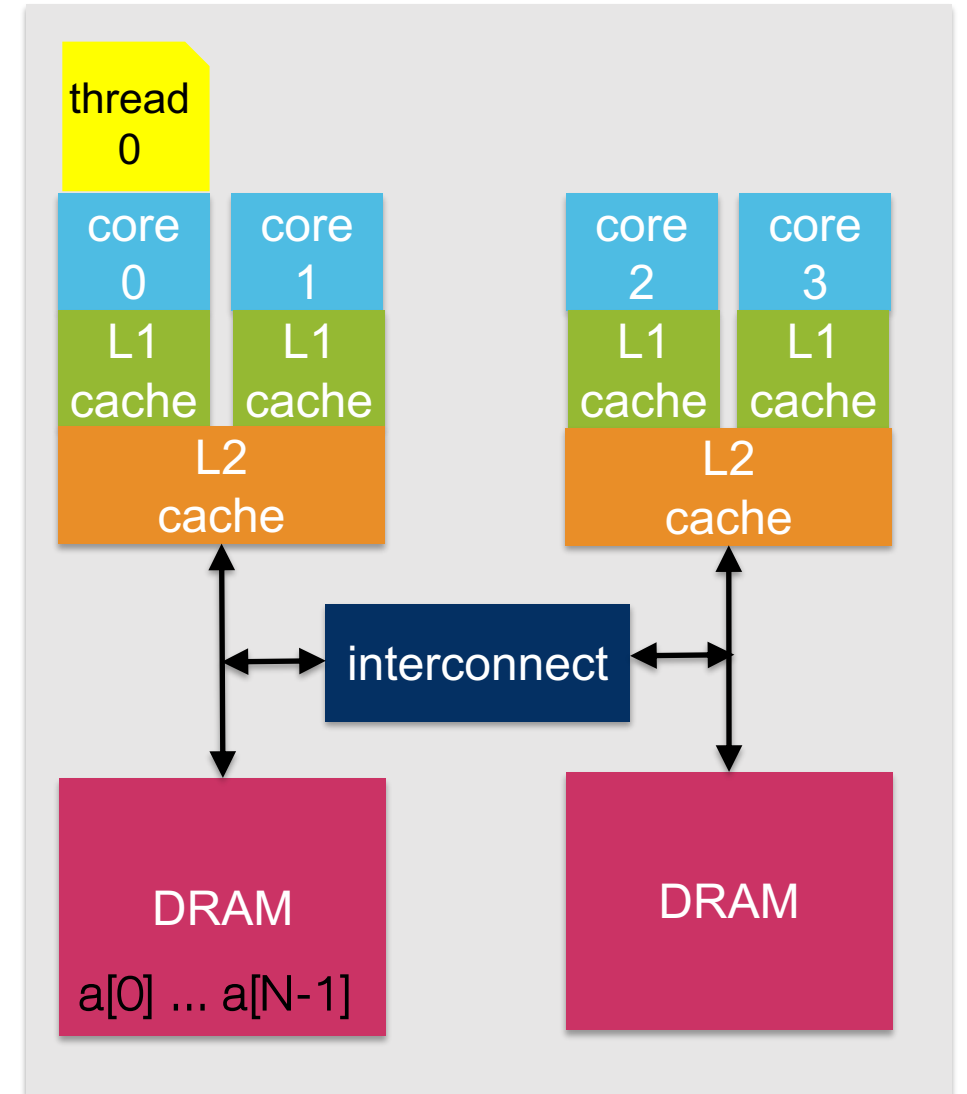 thread
0
core
0
core
1
core
2
core
3
L1
cache
L1
cache
L1
cache
L1
cache
L2
cache
L2
cache
interconnect
DRAM
a[0] ... a[N-1]
DRAM